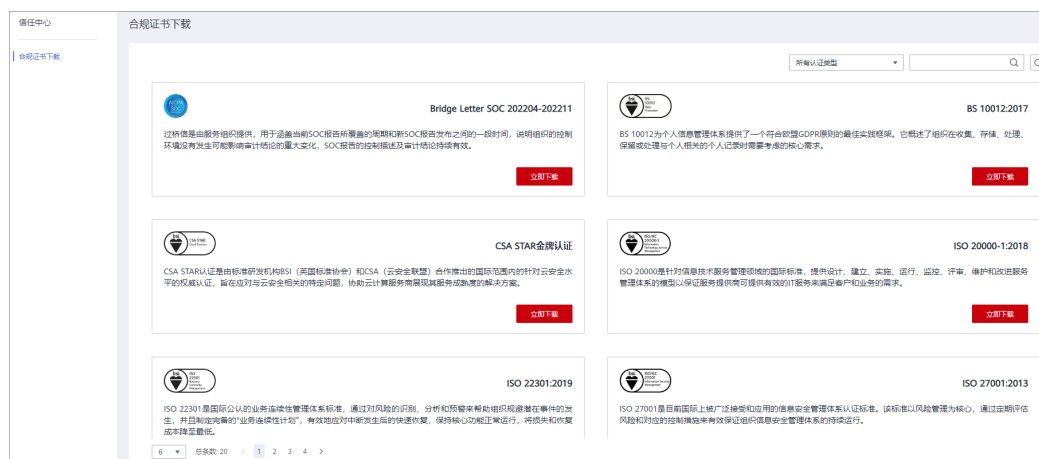 信任中心
合规证书下载
合规证书下载
所有认证类型
Bridge Letter SOC 202204-202211
过桥信是由服务组织提供，用于涵盖当前SOC报告所覆盖的周期和新SOC报告发布之间的一段时间，说明组织的控制
环境没有发生可能影响审计结论的重大变化，SOC报告的控制描述及审计结论持续有效。
立即下载
BS 10012:2017
BS 10012为个人信息管理体系提供了一个符合欧盟GDPR原则的最佳实践框架。它概述了组织在收集、存储、处理、
保留或处理与个人相关的个人记录时需要考虑的核心需求。
立即下载
CSA STAR金牌认证
CSA STAR认证是由标准研发机构BSI（英国标准协会）和CSA（云安全联盟）合作推出的国际范围内的针对云安全水
平的权威认证，旨在应对与云安全相关的特定问题，协助云计算服务商展现其服务成熟度的解决方案。
立即下载
ISO 20000-1:2018
ISO 20000是针对信息技术服务管理领域的国际标准，提供设计、建立、实施、运行、监控、评审、维护和改进服务
管理体系的模型以保证服务提供商可提供有效的IT服务来满足客户和业务的需求。
立即下载
ISO 22301:2019
ISO 22301是国际公认的业务连续性管理体系标准，通过对风险的识别、分析和预警来帮助组织规避潜在事件的发
生，并且制定完备的“业务连续性计划”，有效地应对中断发生后的快速恢复，保持核心功能正常运行，将损失和恢复
成本降至最低。
ISO 27001:2013
ISO 27001是目前国际上被广泛接受和应用的信息安全管理体系认证标准。该标准以风险管理为核心，通过定期评估
风险和对应的控制措施来有效保证组织信息安全管理体系的持续运行。
6 总条数: 20 < 1 2 3 4 >